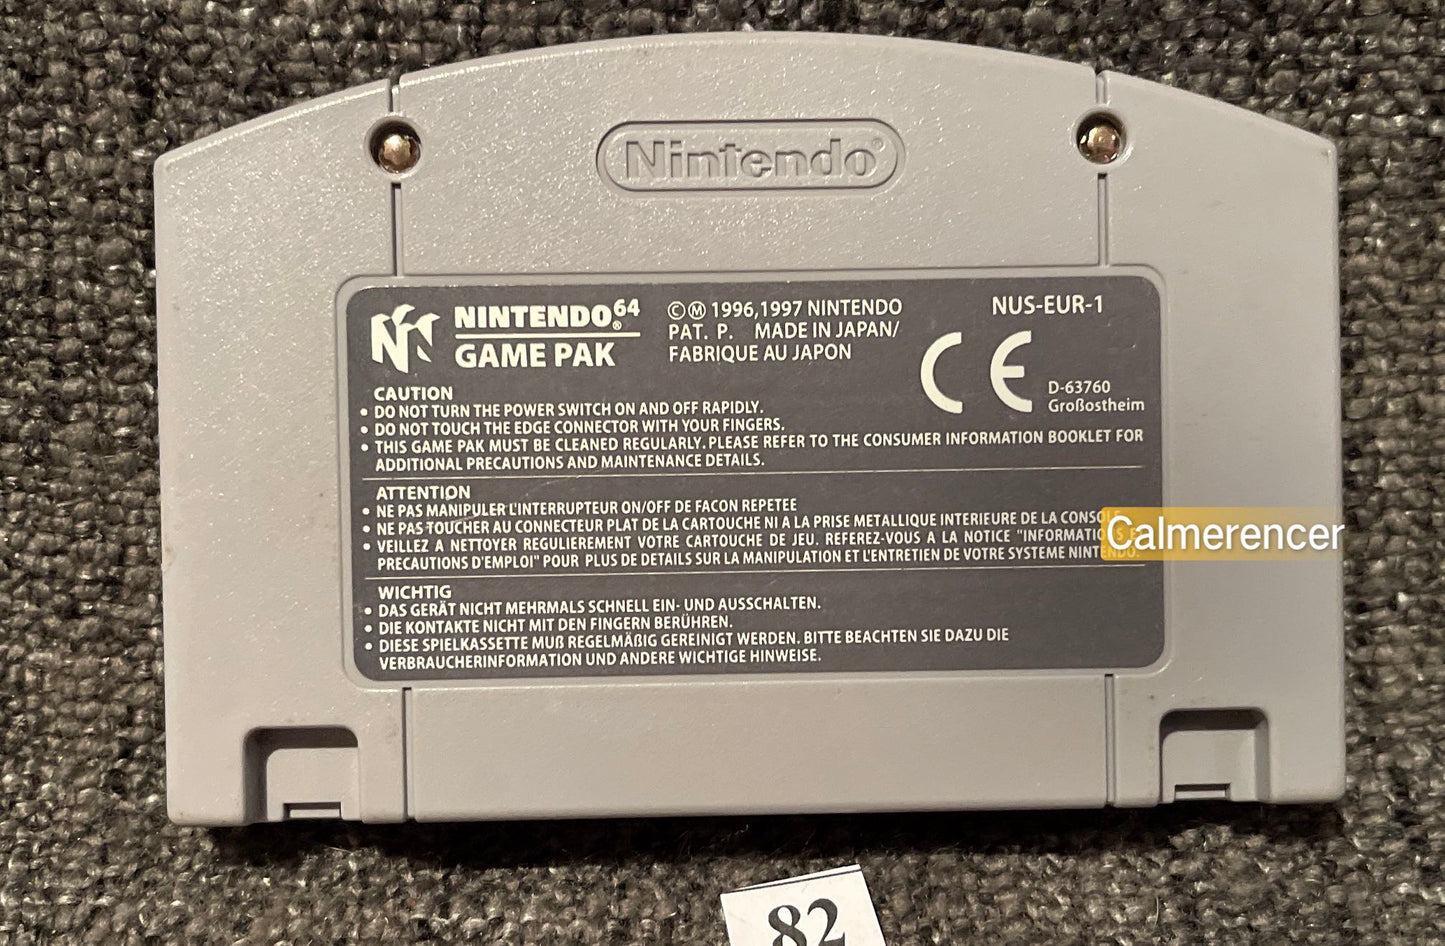 Nintendo®
NINTENDO⁶⁴®
GAME PAK
©Ⓜ 1996,1997 NINTENDO
PAT. P. MADE IN JAPAN/
FABRIQUE AU JAPON
NUS-EUR-1
CE
D-63760
Großostheim
CAUTION
• DO NOT TURN THE POWER SWITCH ON AND OFF RAPIDLY.
• DO NOT TOUCH THE EDGE CONNECTOR WITH YOUR FINGERS.
• THIS GAME PAK MUST BE CLEANED REGULARLY. PLEASE REFER TO THE CONSUMER INFORMATION BOOKLET FOR
ADDITIONAL PRECAUTIONS AND MAINTENANCE DETAILS.
ATTENTION
• NE PAS MANIPULER L'INTERRUPTEUR ON/OFF DE FACON REPETEE
• NE PAS TOUCHER AU CONNECTEUR PLAT DE LA CARTOUCHE NI A LA PRISE METALLIQUE INTERIEURE DE LA CONSOLE.
• VEILLEZ A NETTOYER REGULIEREMENT VOTRE CARTOUCHE DE JEU. REFEREZ-VOUS A LA NOTICE "INFORMATIONS
PRECAUTIONS D'EMPLOI" POUR PLUS DE DETAILS SUR LA MANIPULATION ET L'ENTRETIEN DE VOTRE SYSTEME NINTENDO.
Calmerencer
WICHTIG
• DAS GERÄT NICHT MEHRMALS SCHNELL EIN- UND AUSSCHALTEN.
• DIE KONTAKTE NICHT MIT DEN FINGERN BERÜHREN.
• DIESE SPIELKASSETTE MUß REGELMÄßIG GEREINIGT WERDEN. BITTE BEACHTEN SIE DAZU DIE
VERBRAUCHERINFORMATION UND ANDERE WICHTIGE HINWEISE.
82